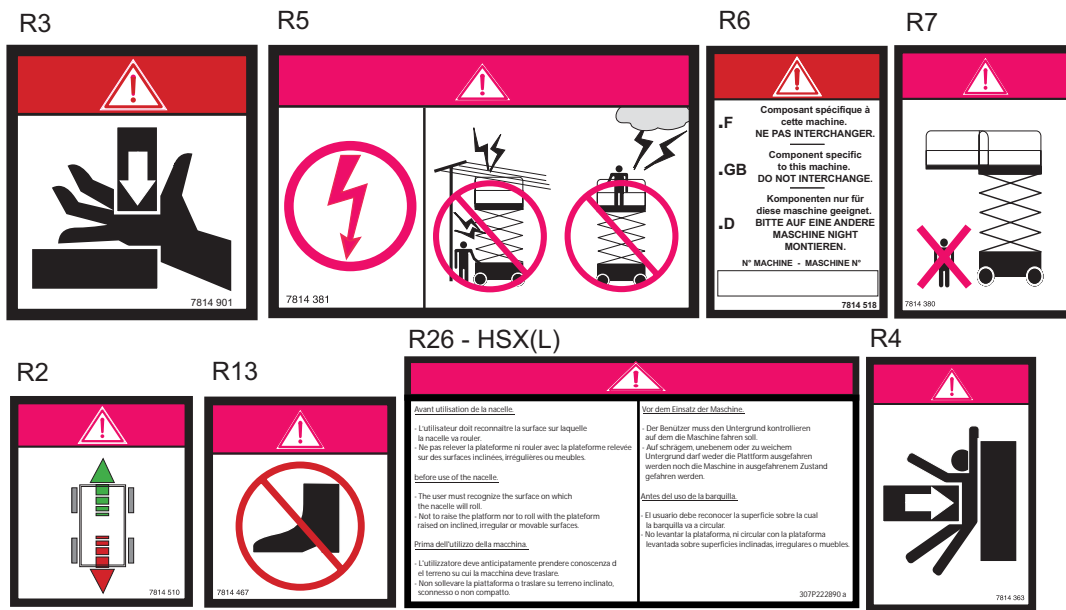 R3
7814 901
R5
7814 381
R6
.F
Composant spécifique à
cette machine.
NE PAS INTERCHANGER.
.GB
Component specific
to this machine.
DO NOT INTERCHANGE.
.D
Komponenten nur für
diese maschine geeignet.
BITTE AUF EINE ANDERE
MASCHINE NIGHT
MONTIEREN.
N° MACHINE - MASCHINE N°
7814 518
R7
7814 380
R2
7814 510
R13
7814 467
R26 - HSX(L)
Avant utilisation de la nacelle.
- L'utilisateur doit reconnaitre la surface sur laquelle
la nacelle va rouler.
- Ne pas relever la plateforme ni rouler avec la plateforme relevée
sur des surfaces inclinées, irrégulières ou meubles.
before use of the nacelle.
- The user must recognize the surface on which
the nacelle will roll.
- Not to raise the platform nor to roll with the plateform
raised on inclined, irregular or movable surfaces.
Prima dell'utilizzo della macchina.
- L'utilizzatore deve anticipatamente prendere conoscenza d
el terreno su cui la macchina deve traslare.
- Non sollevare la piattaforma o traslare su terreno inclinato,
sconnesso o non compatto.
Vor dem Einsatz der Maschine.
- Der Benützer muss den Untergrund kontrollieren
auf dem die Maschine fahren soll.
- Auf schrägem, unebenem oder zu weichem
Untergrund darf weder die Plattform ausgefahren
werden noch die Maschine in ausgefahrenem Zustand
gefahren werden.
Antes del uso de la barquilla.
- El usuario debe reconocer la superficie sobre la cual
la barquilla va a circular.
- No levantar la plataforma, ni circular con la plataforma
levantada sobre superficies inclinadas, irregulares o muebles.
307P222890 a
R4
7814 363